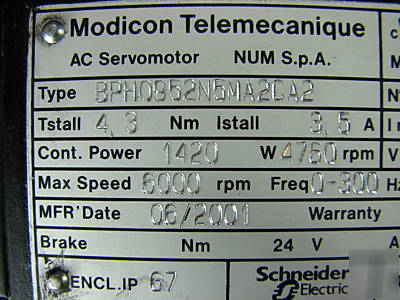 Modicon Telemecanique
AC Servomotor NUM S.p.A.
Type BPH0952N5MA2CA2
Tstall 4,3 Nm Istall 3,5 A
Cont. Power 1420 W 4760 rpm V
Max Speed 6000 rpm Freq 0-300 Hz
MFR'Date 06/2001 Warranty
Brake Nm 24 V A
ENCL.IP 67 Schneider
Electric